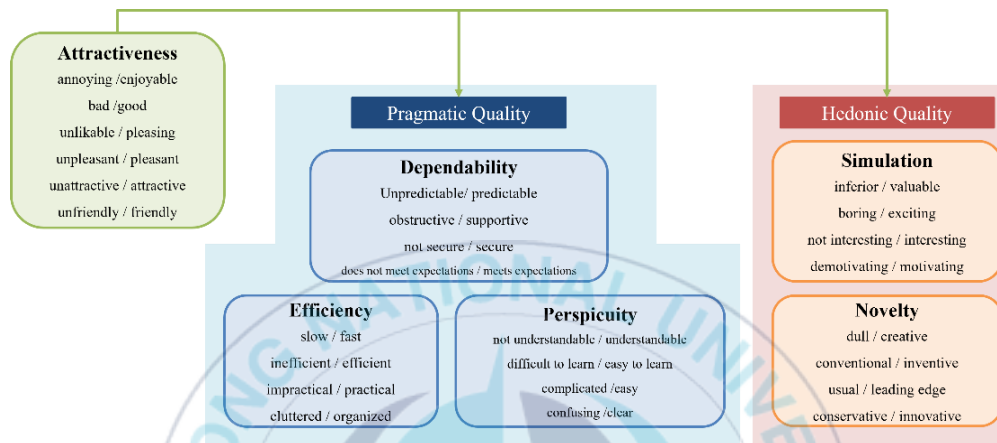 Attractiveness
annoying /enjoyable
bad /good
unlikable / pleasing
unpleasant / pleasant
unattractive / attractive
unfriendly / friendly
Pragmatic Quality
Dependability
Unpredictable/ predictable
obstructive / supportive
not secure / secure
does not meet expectations / meets expectations
Efficiency
slow / fast
inefficient / efficient
impractical / practical
cluttered / organized
Perspicuity
not understandable / understandable
difficult to learn / easy to learn
complicated /easy
confusing /clear
Hedonic Quality
Simulation
inferior / valuable
boring / exciting
not interesting / interesting
demotivating / motivating
Novelty
dull / creative
conventional / inventive
usual / leading edge
conservative / innovative
NATIONAL